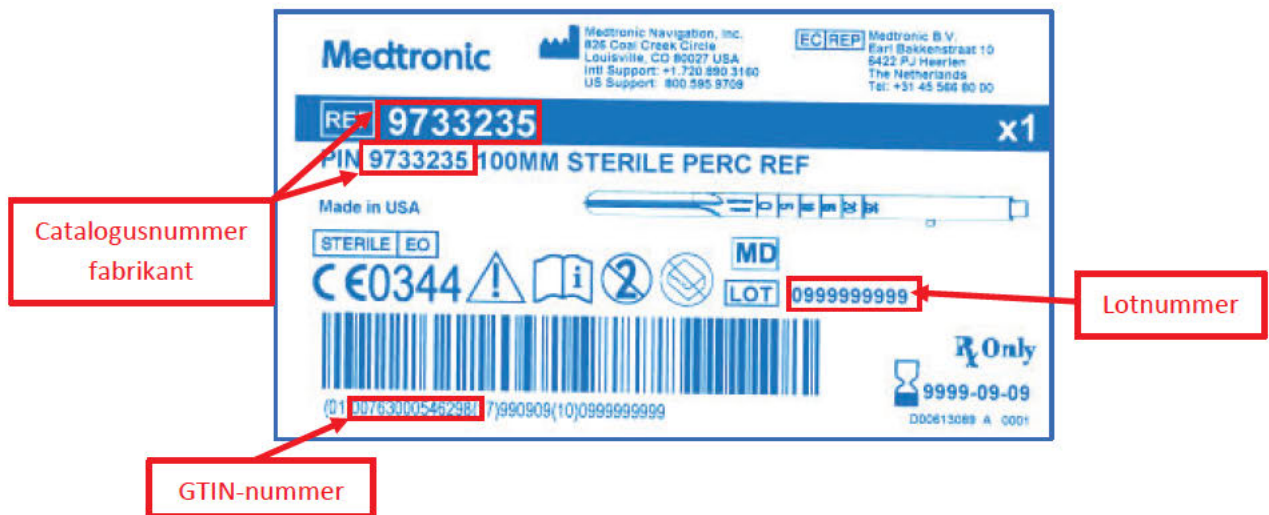 Medtronic
Medtronic Navigation, Inc.
826 Coal Creek Circle
Louisville, CO 80027 USA
Intl Support: +1.720 890 3160
US Support: 800 595 9709
EC REP
Medtronic B.V.
Earl Bakkenstraat 10
6422 PJ Heerlen
The Netherlands
Tel: +31 45 566 80 00
REF 9733235 x1
PIN 9733235 100MM STERILE PERC REF
Catalogusnummer
fabrikant
Made in USA
STERILE EO
CE0344
2
MD
LOT 0999999999
Lotnummer
Rx Only
9999-09-09
(01)00763000546298(17)990909(10)0999999999
D00613089 A 0001
GTIN-nummer